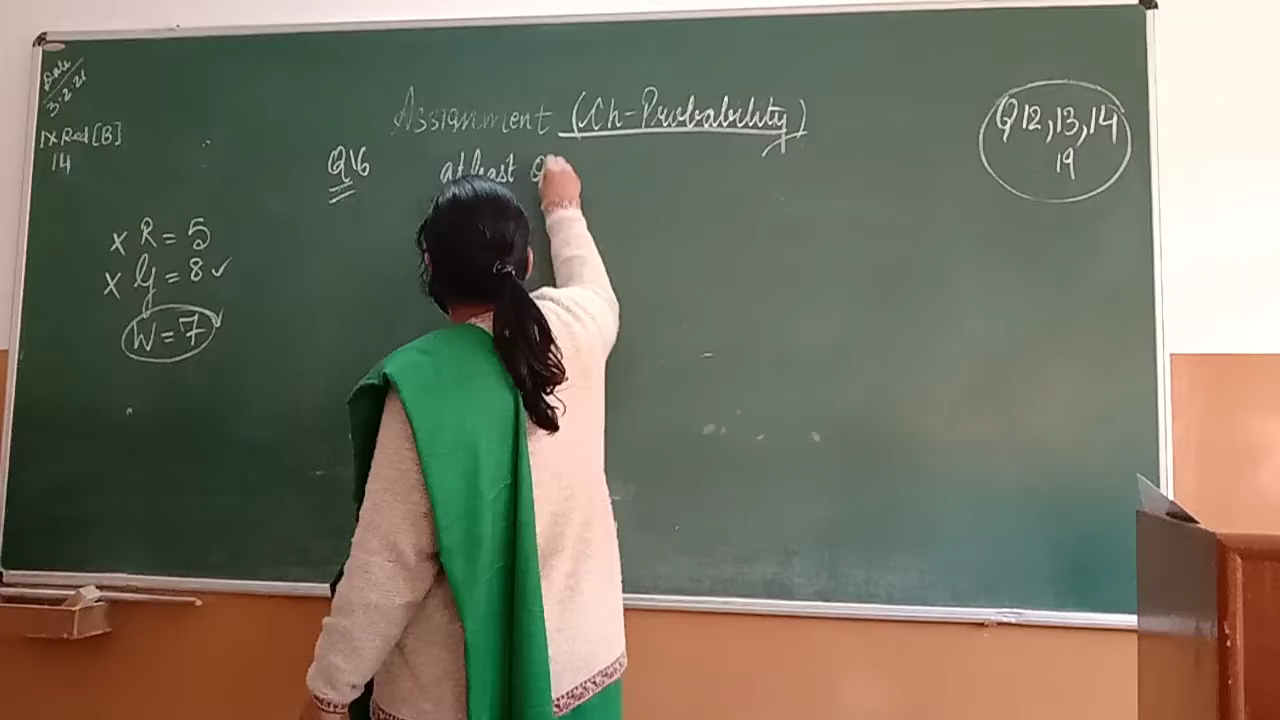 Date
3.2.21
IX Red [B]
14
Assignment (Ch-Probability)
Q12,13,14
19
Q16 atleast
x R = 5
x G = 8 ✓
W = 7